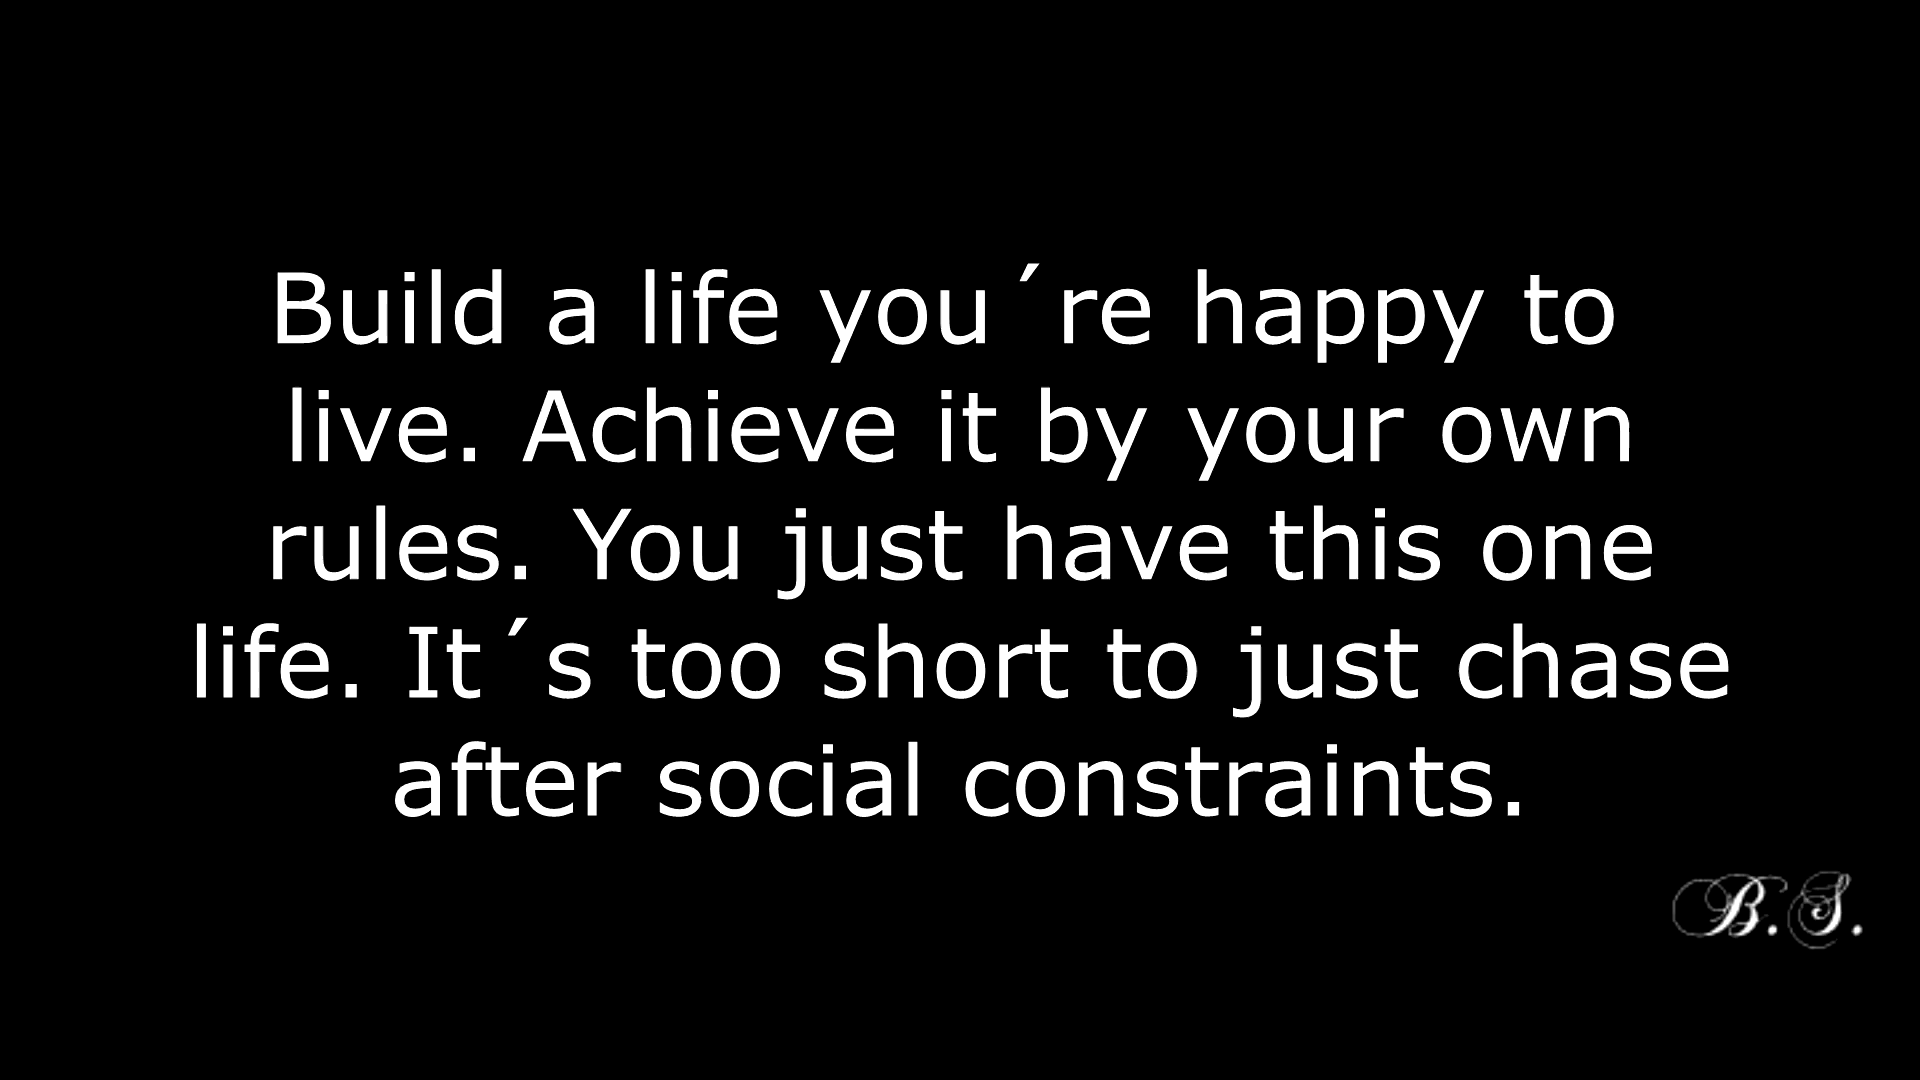 Build a life you´re happy to
live. Achieve it by your own
rules. You just have this one
life. It´s too short to just chase
after social constraints.
B.S.